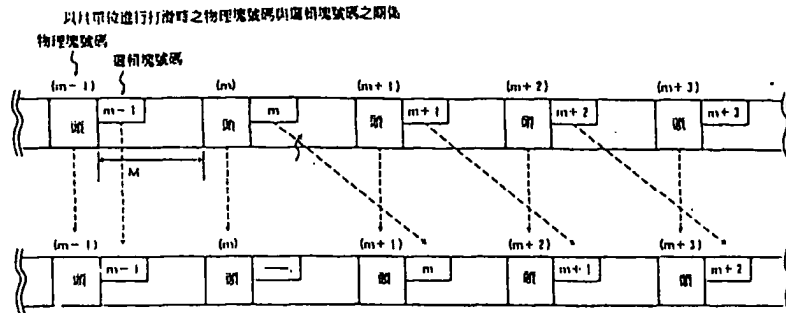 以片單位進行打滑時之物理塊號碼與邏輯塊號碼之關係
物理塊號碼
邏輯塊號碼
(m-1) (m) (m+1) (m+2) (m+3)
m-1 m m+1 m+2 m+3
M
(m-1) (m) (m+1) (m+2) (m+3)
m-1 — m m+1 m+2